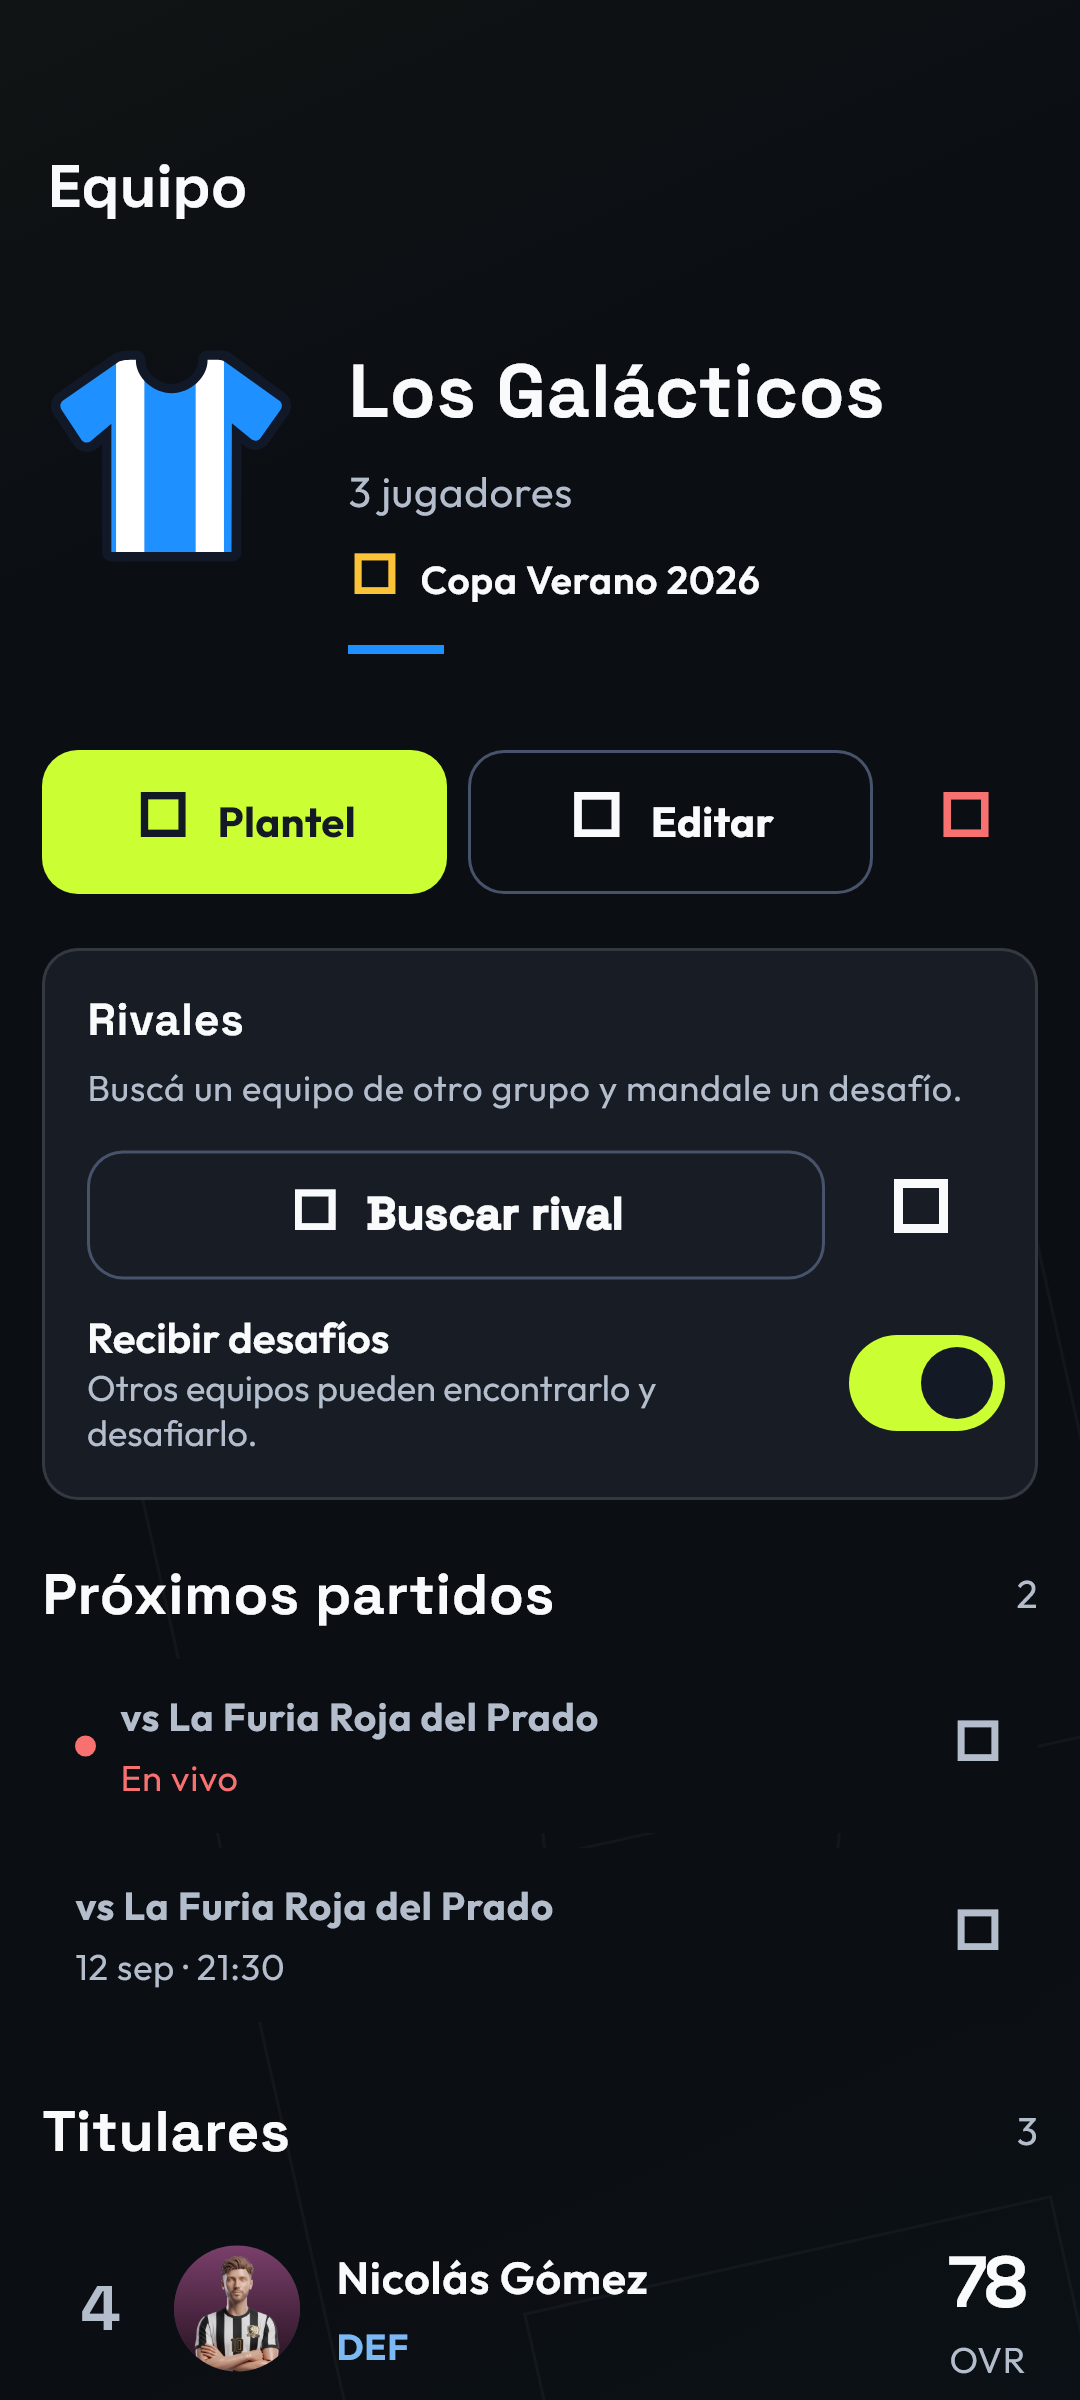 Equipo
Los Galácticos
3 jugadores
Copa Verano 2026
Plantel
Editar
Rivales
Buscá un equipo de otro grupo y mandale un desafío.
Buscar rival
Recibir desafíos
Otros equipos pueden encontrarlo y
desafiarlo.
Próximos partidos
2
vs La Furia Roja del Prado
En vivo
vs La Furia Roja del Prado
12 sep · 21:30
Titulares
3
4
Nicolás Gómez
DEF
78
OVR